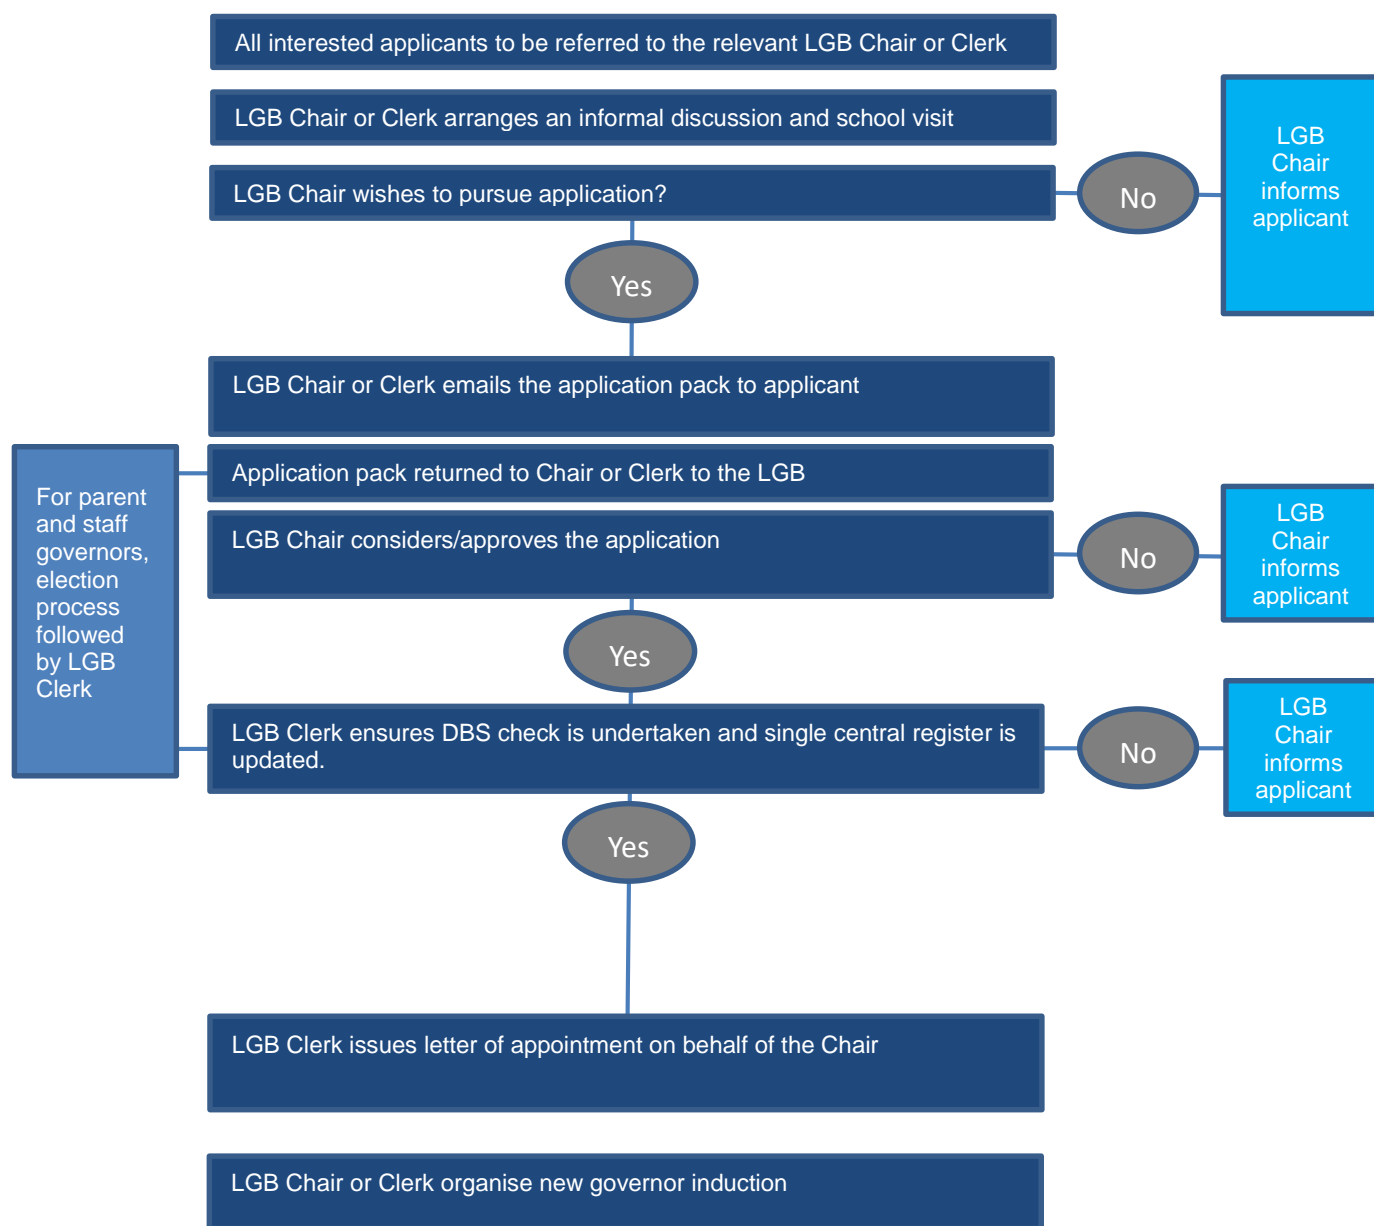 All interested applicants to be referred to the relevant LGB Chair or Clerk
LGB Chair or Clerk arranges an informal discussion and school visit
LGB Chair wishes to pursue application?
No
LGB
Chair
informs
applicant
Yes
LGB Chair or Clerk emails the application pack to applicant
Application pack returned to Chair or Clerk to the LGB
For parent
and staff
governors,
election
process
followed
by LGB
Clerk
LGB Chair considers/approves the application
No
LGB
Chair
informs
applicant
Yes
LGB Clerk ensures DBS check is undertaken and single central register is
updated.
No
LGB
Chair
informs
applicant
Yes
LGB Clerk issues letter of appointment on behalf of the Chair
LGB Chair or Clerk organise new governor induction